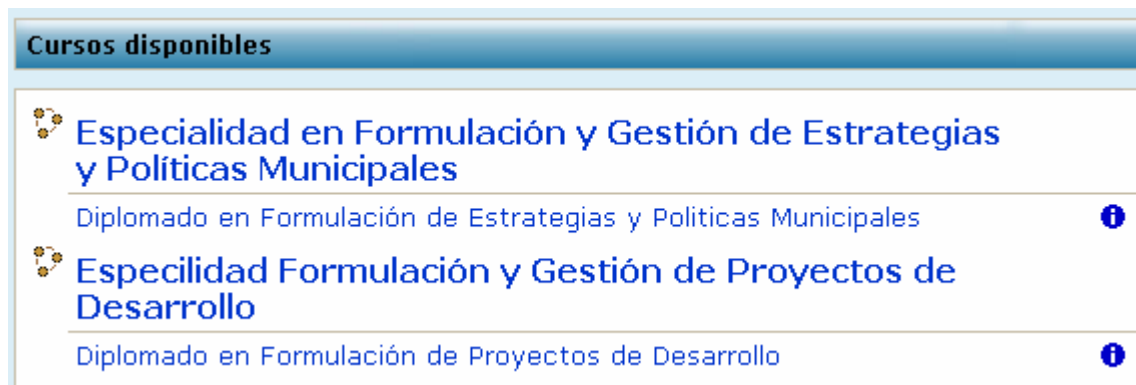 Cursos disponibles
Especialidad en Formulación y Gestión de Estrategias
y Políticas Municipales
Diplomado en Formulación de Estrategias y Politicas Municipales
Especilidad Formulación y Gestión de Proyectos de
Desarrollo
Diplomado en Formulación de Proyectos de Desarrollo